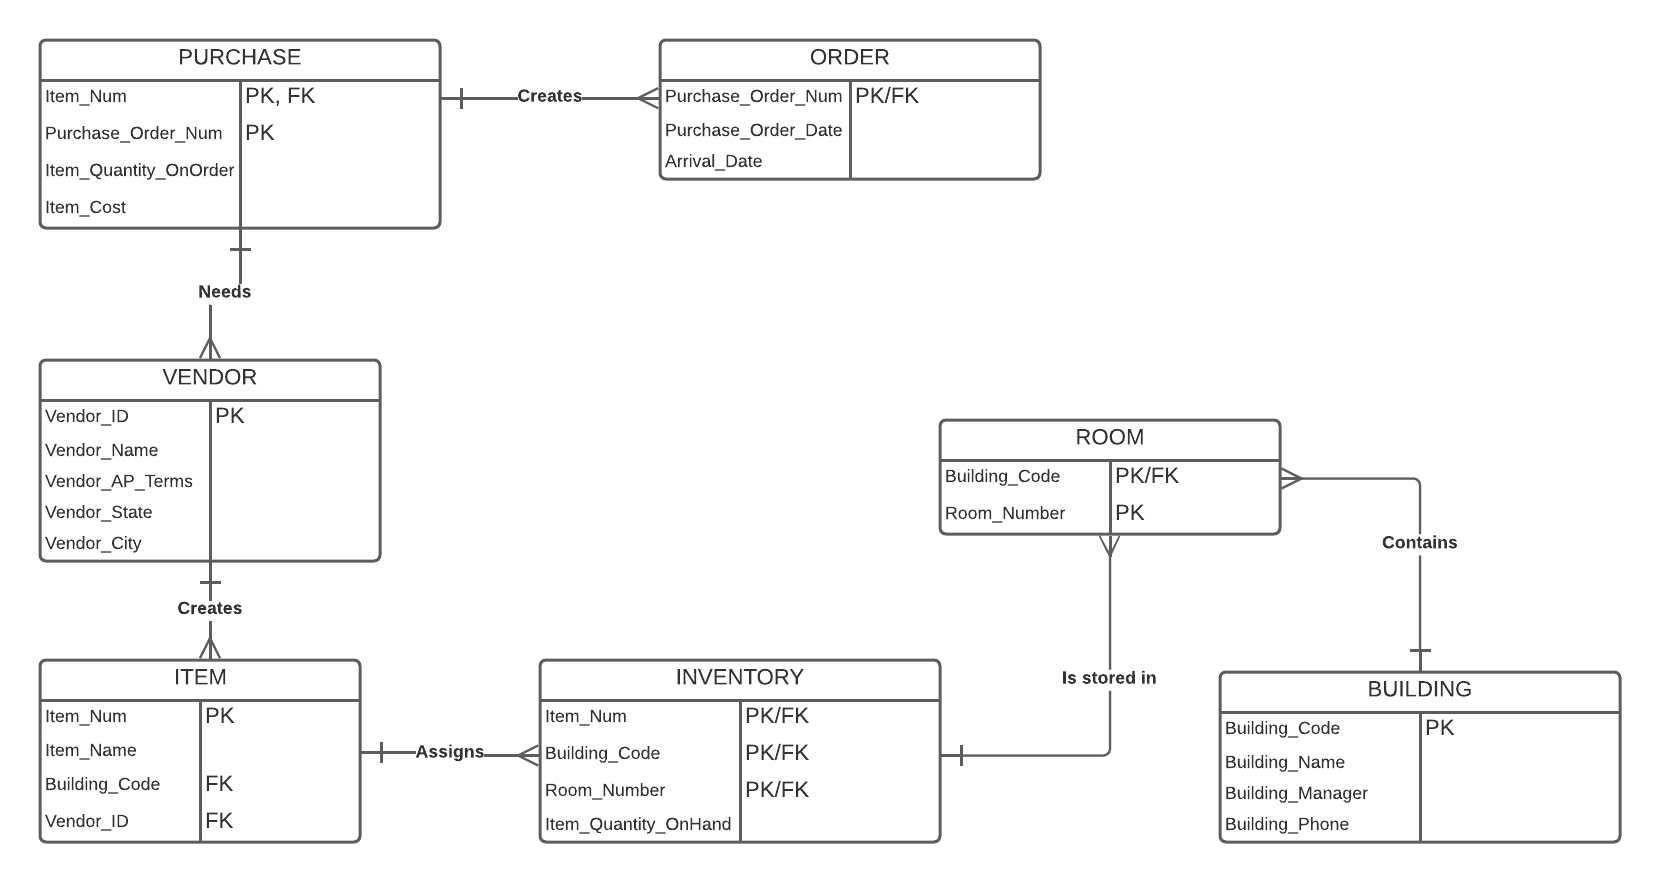 PURCHASE
Item_Num PK, FK
Purchase_Order_Num PK
Item_Quantity_OnOrder
Item_Cost
Creates
ORDER
Purchase_Order_Num PK/FK
Purchase_Order_Date
Arrival_Date
Needs
VENDOR
Vendor_ID PK
Vendor_Name
Vendor_AP_Terms
Vendor_State
Vendor_City
Creates
ITEM
Item_Num PK
Item_Name
Building_Code FK
Vendor_ID FK
Assigns
INVENTORY
Item_Num PK/FK
Building_Code PK/FK
Room_Number PK/FK
Item_Quantity_OnHand
Is stored in
ROOM
Building_Code PK/FK
Room_Number PK
Contains
BUILDING
Building_Code PK
Building_Name
Building_Manager
Building_Phone